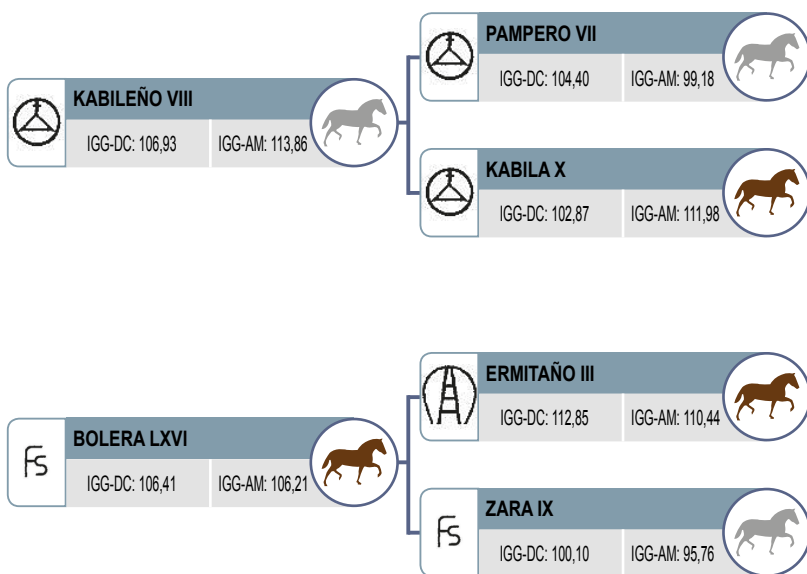 PAMPERO VII
IGG-DC: 104,40 IGG-AM: 99,18
KABILEÑO VIII
IGG-DC: 106,93 IGG-AM: 113,86
KABILA X
IGG-DC: 102,87 IGG-AM: 111,98
ERMITAÑO III
IGG-DC: 112,85 IGG-AM: 110,44
BOLERA LXVI
FS
IGG-DC: 106,41 IGG-AM: 106,21
ZARA IX
FS
IGG-DC: 100,10 IGG-AM: 95,76